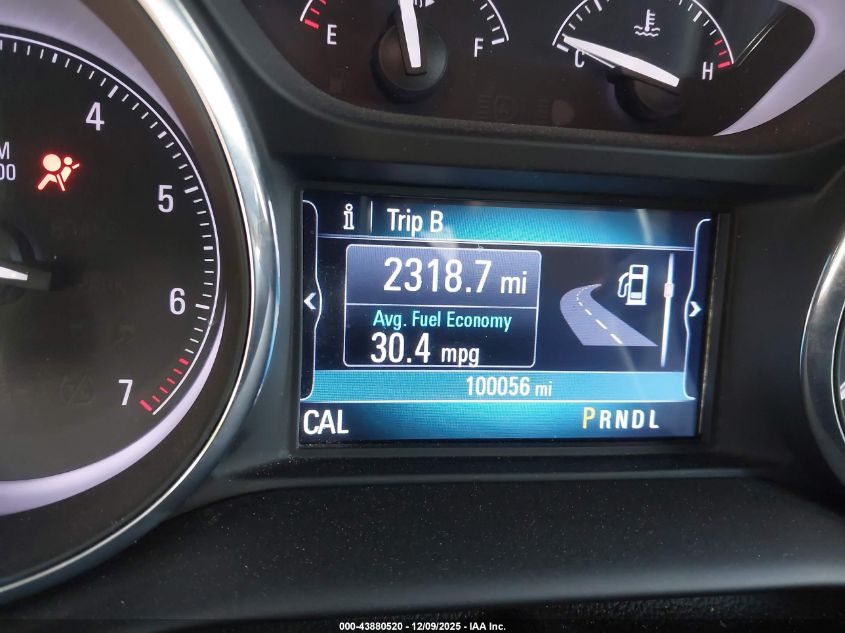 E
F
C
H
4
5
6
7
Trip B
2318.7 mi
Avg. Fuel Economy
30.4 mpg
100056 mi
CAL
PRNDL
000-43880520 - 12/09/2025 - IAA Inc.